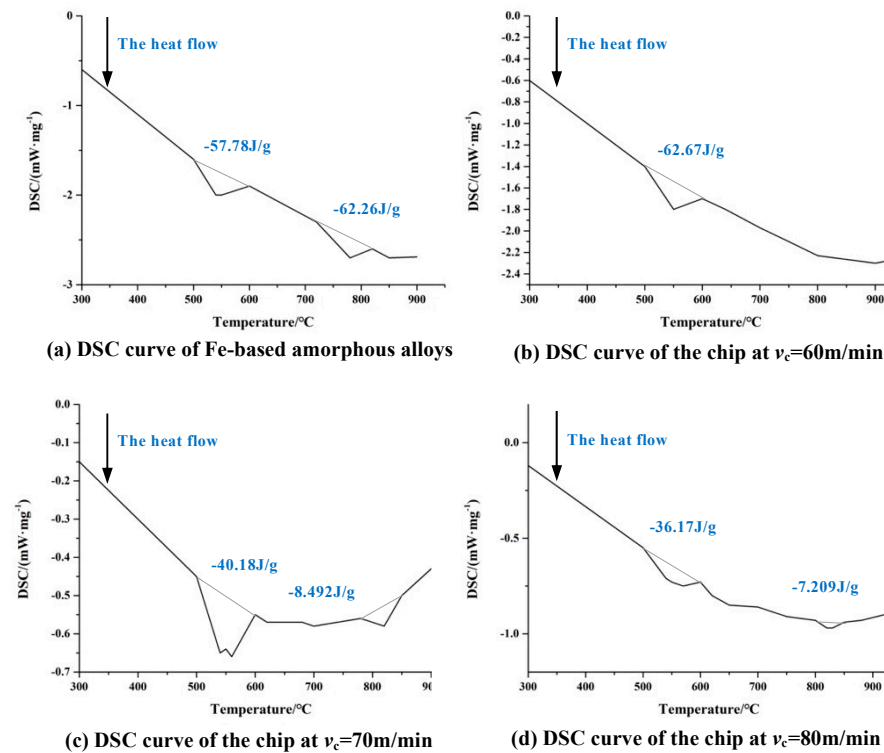 0
-1
-2
-3
300 400 500 600 700 800 900
DSC/(mW·mg⁻¹)
Temperature/°C
The heat flow
-57.78J/g
-62.26J/g
(a) DSC curve of Fe-based amorphous alloys
0.0
-0.2
-0.4
-0.6
-0.8
-1.0
-1.2
-1.4
-1.6
-1.8
-2.0
-2.2
-2.4
300 400 500 600 700 800 900
DSC/(mW·mg⁻¹)
Temperature/°C
The heat flow
-62.67J/g
(b) DSC curve of the chip at vc=60m/min
0.0
-0.1
-0.2
-0.3
-0.4
-0.5
-0.6
-0.7
300 400 500 600 700 800 90
DSC/(mW·mg⁻¹)
Temperature/°C
The heat flow
-40.18J/g
-8.492J/g
(c) DSC curve of the chip at vc=70m/min
0.0
-0.5
-1.0
300 400 500 600 700 800 900
DSC/(mW·mg⁻¹)
Temperature/°C
The heat flow
-36.17J/g
-7.209J/g
(d) DSC curve of the chip at vc=80m/min